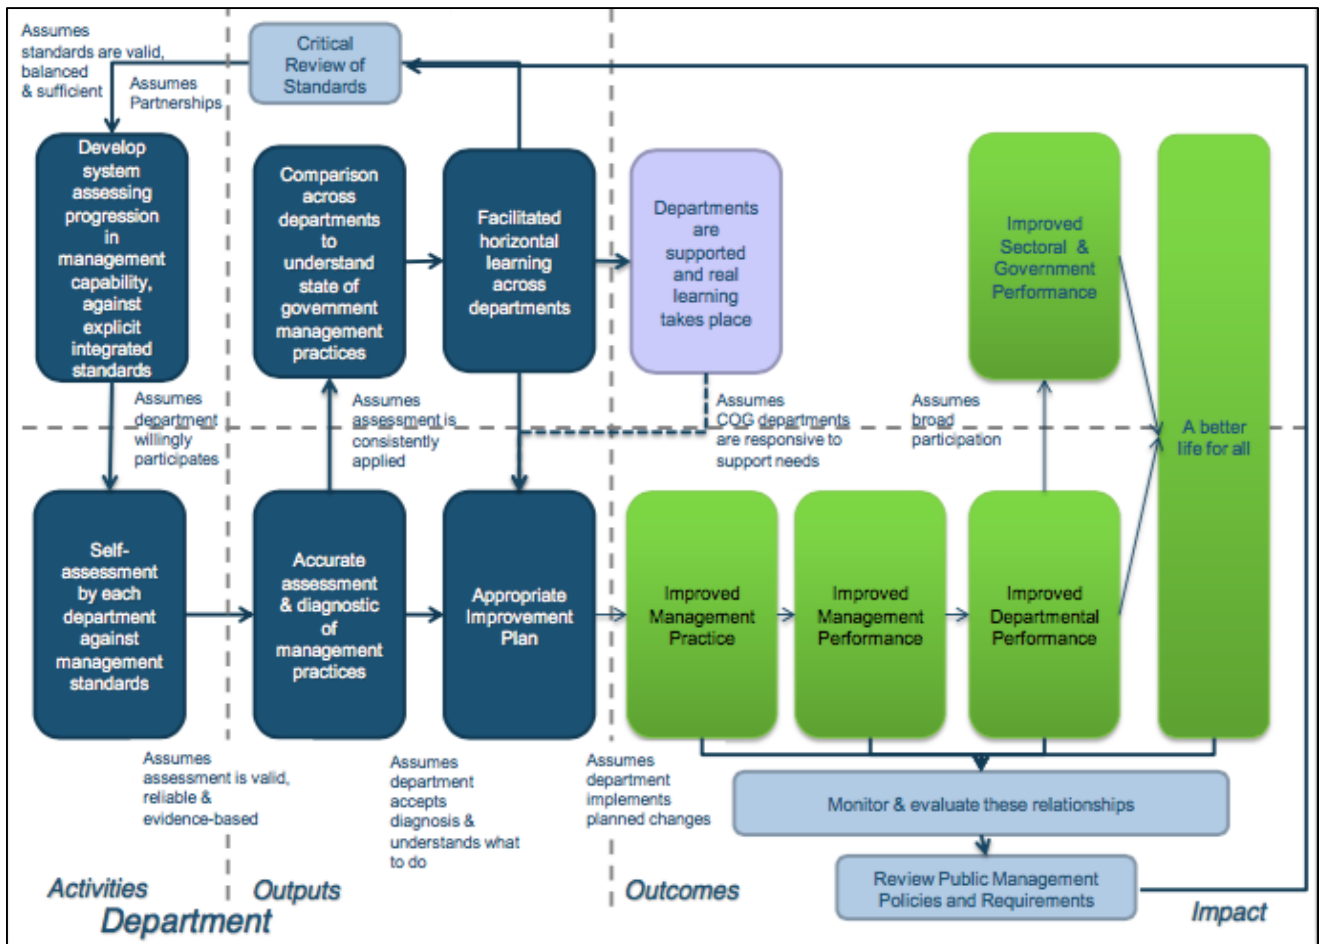 Assumes
standards are valid,
balanced
& sufficient
Assumes
Partnerships
Critical
Review of
Standards
Develop
system
assessing
progression
in
management
capability,
against
explicit
integrated
standards
Comparison
across
departments
to
understand
state of
government
management
practices
Facilitated
horizontal
learning
across
departments
Departments
are
supported
and real
learning
takes place
Improved
Sectoral &
Government
Performance
A better
life for all
Assumes
department
willingly
participates
Assumes
assessment is
consistently
applied
Assumes
COG departments
are responsive to
support needs
Assumes
broad
participation
Self-
assessment
by each
department
against
management
standards
Accurate
assessment
& diagnostic
of
management
practices
Appropriate
Improvement
Plan
Improved
Management
Practice
Improved
Management
Performance
Improved
Departmental
Performance
Assumes
assessment is valid,
reliable &
evidence-based
Assumes
department
accepts
diagnosis &
understands what
to do
Assumes
department
implements
planned changes
Monitor & evaluate these relationships
Review Public Management
Policies and Requirements
Activities
Outputs
Outcomes
Impact
Department